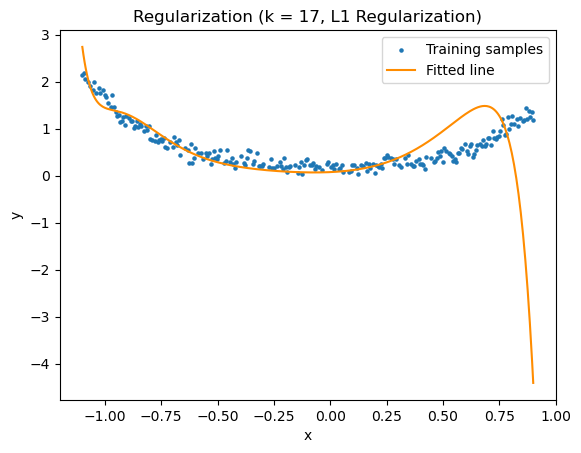 Regularization (k = 17, L1 Regularization)
Training samples
Fitted line
3
2
1
0
−1
−2
−3
−4
y
−1.00 −0.75 −0.50 −0.25 0.00 0.25 0.50 0.75 1.00
x